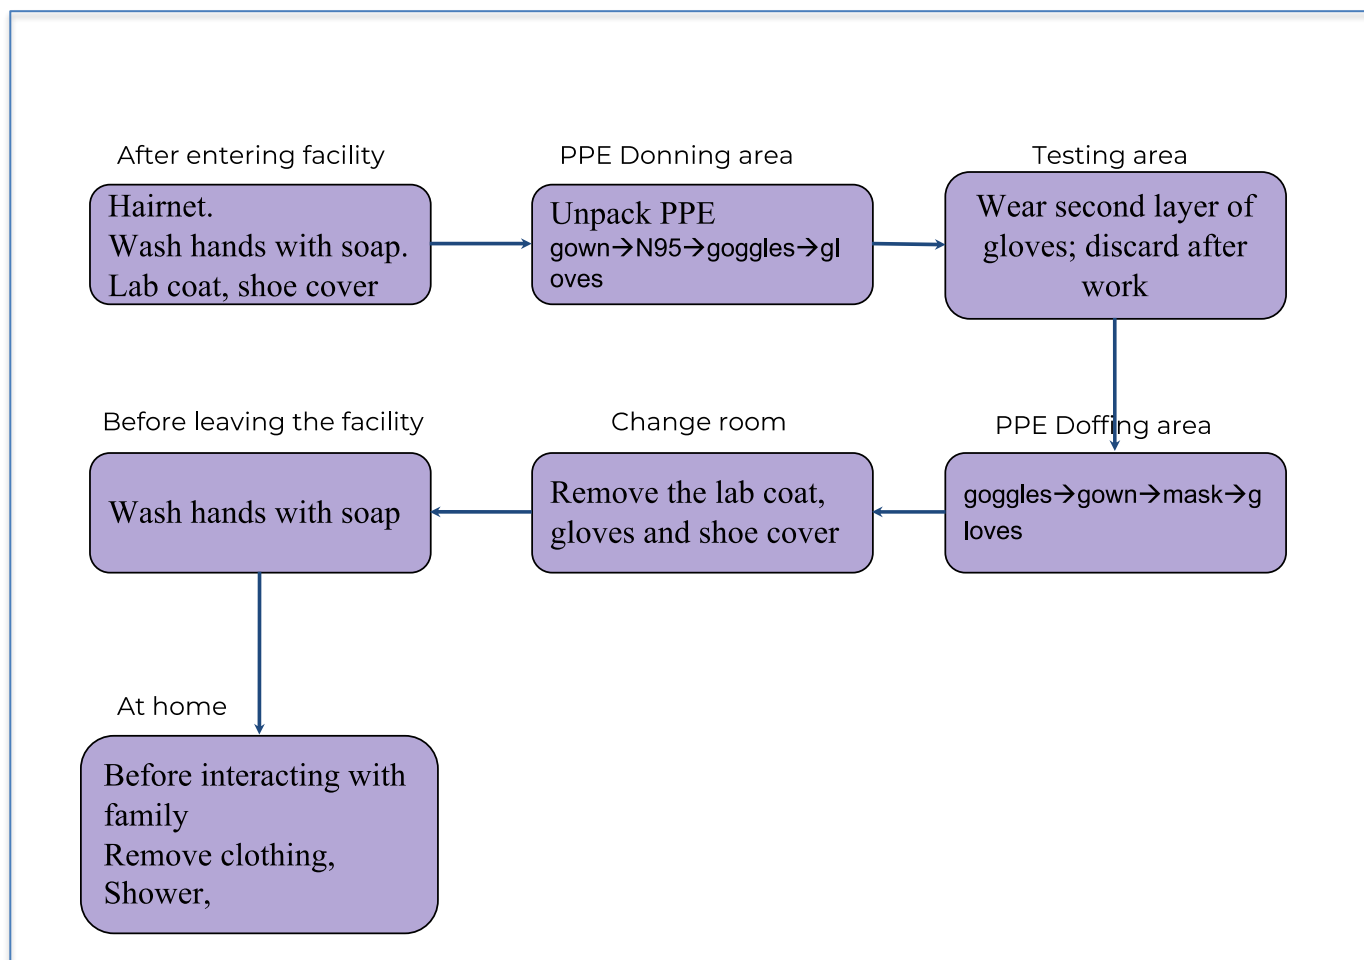 After entering facility
Hairnet.
Wash hands with soap.
Lab coat, shoe cover
PPE Donning area
Unpack PPE
gown→N95→goggles→gl
oves
Testing area
Wear second layer of
gloves; discard after
work
PPE Doffing area
goggles→gown→mask→g
loves
Change room
Remove the lab coat,
gloves and shoe cover
Before leaving the facility
Wash hands with soap
At home
Before interacting with
family
Remove clothing,
Shower,